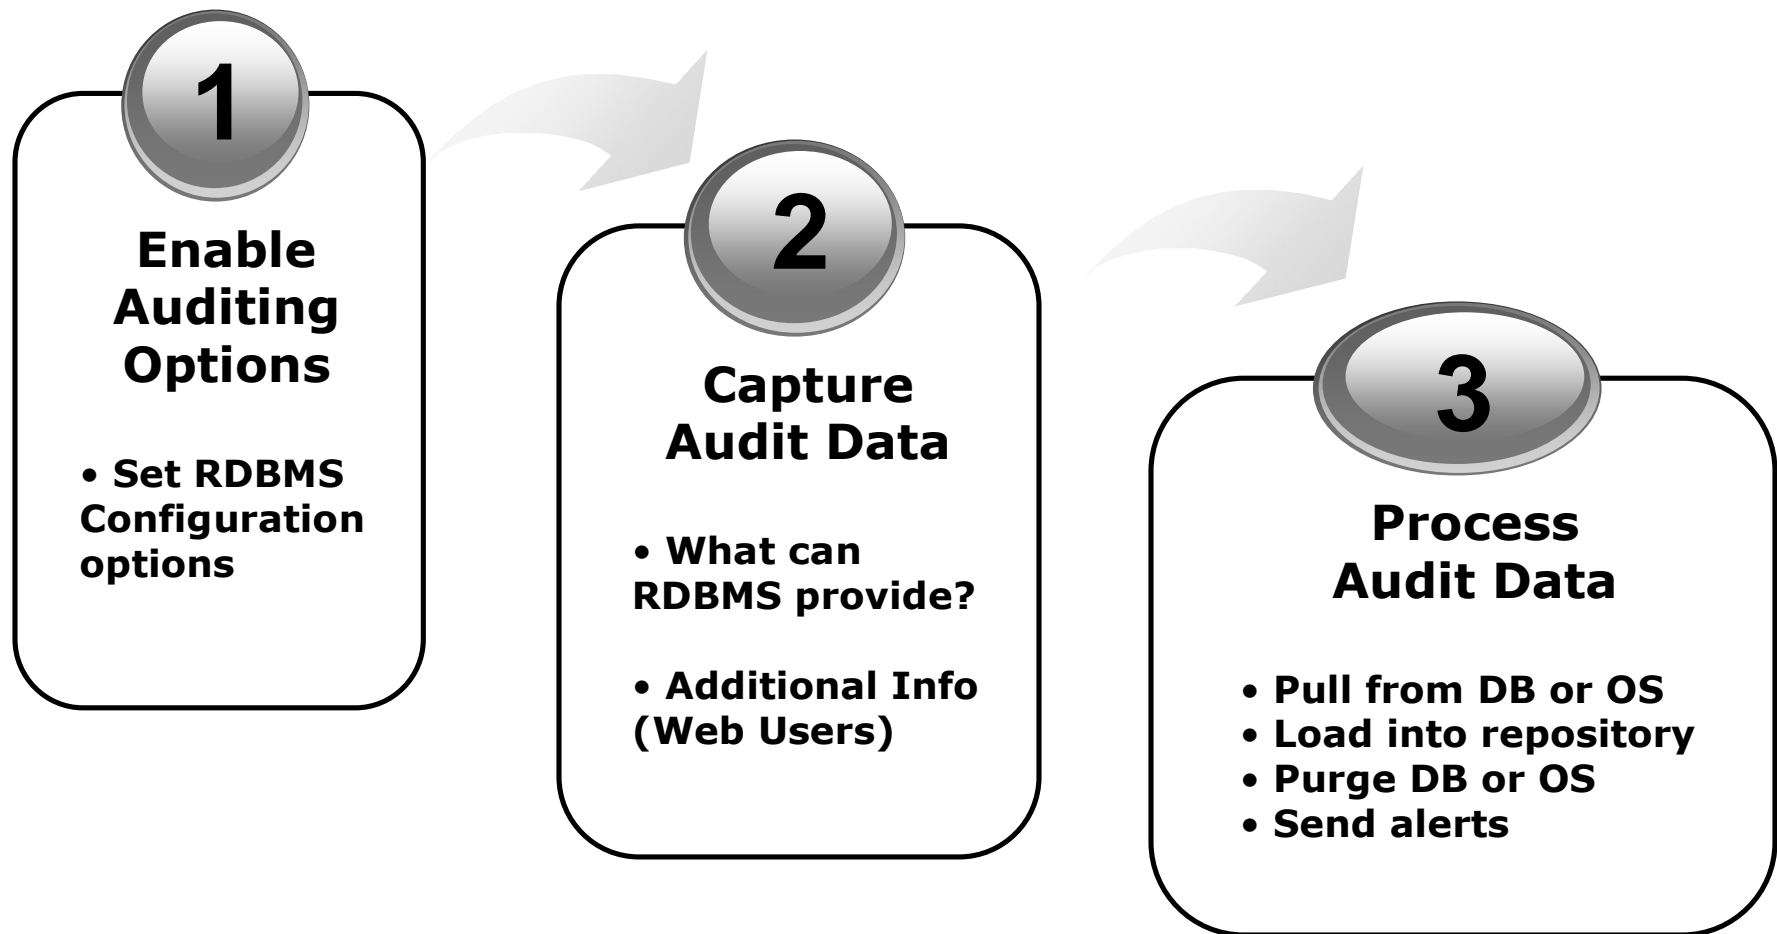 1
Enable
Auditing
Options
• Set RDBMS
Configuration
options
2
Capture
Audit Data
• What can
RDBMS provide?
• Additional Info
(Web Users)
3
Process
Audit Data
• Pull from DB or OS
• Load into repository
• Purge DB or OS
• Send alerts